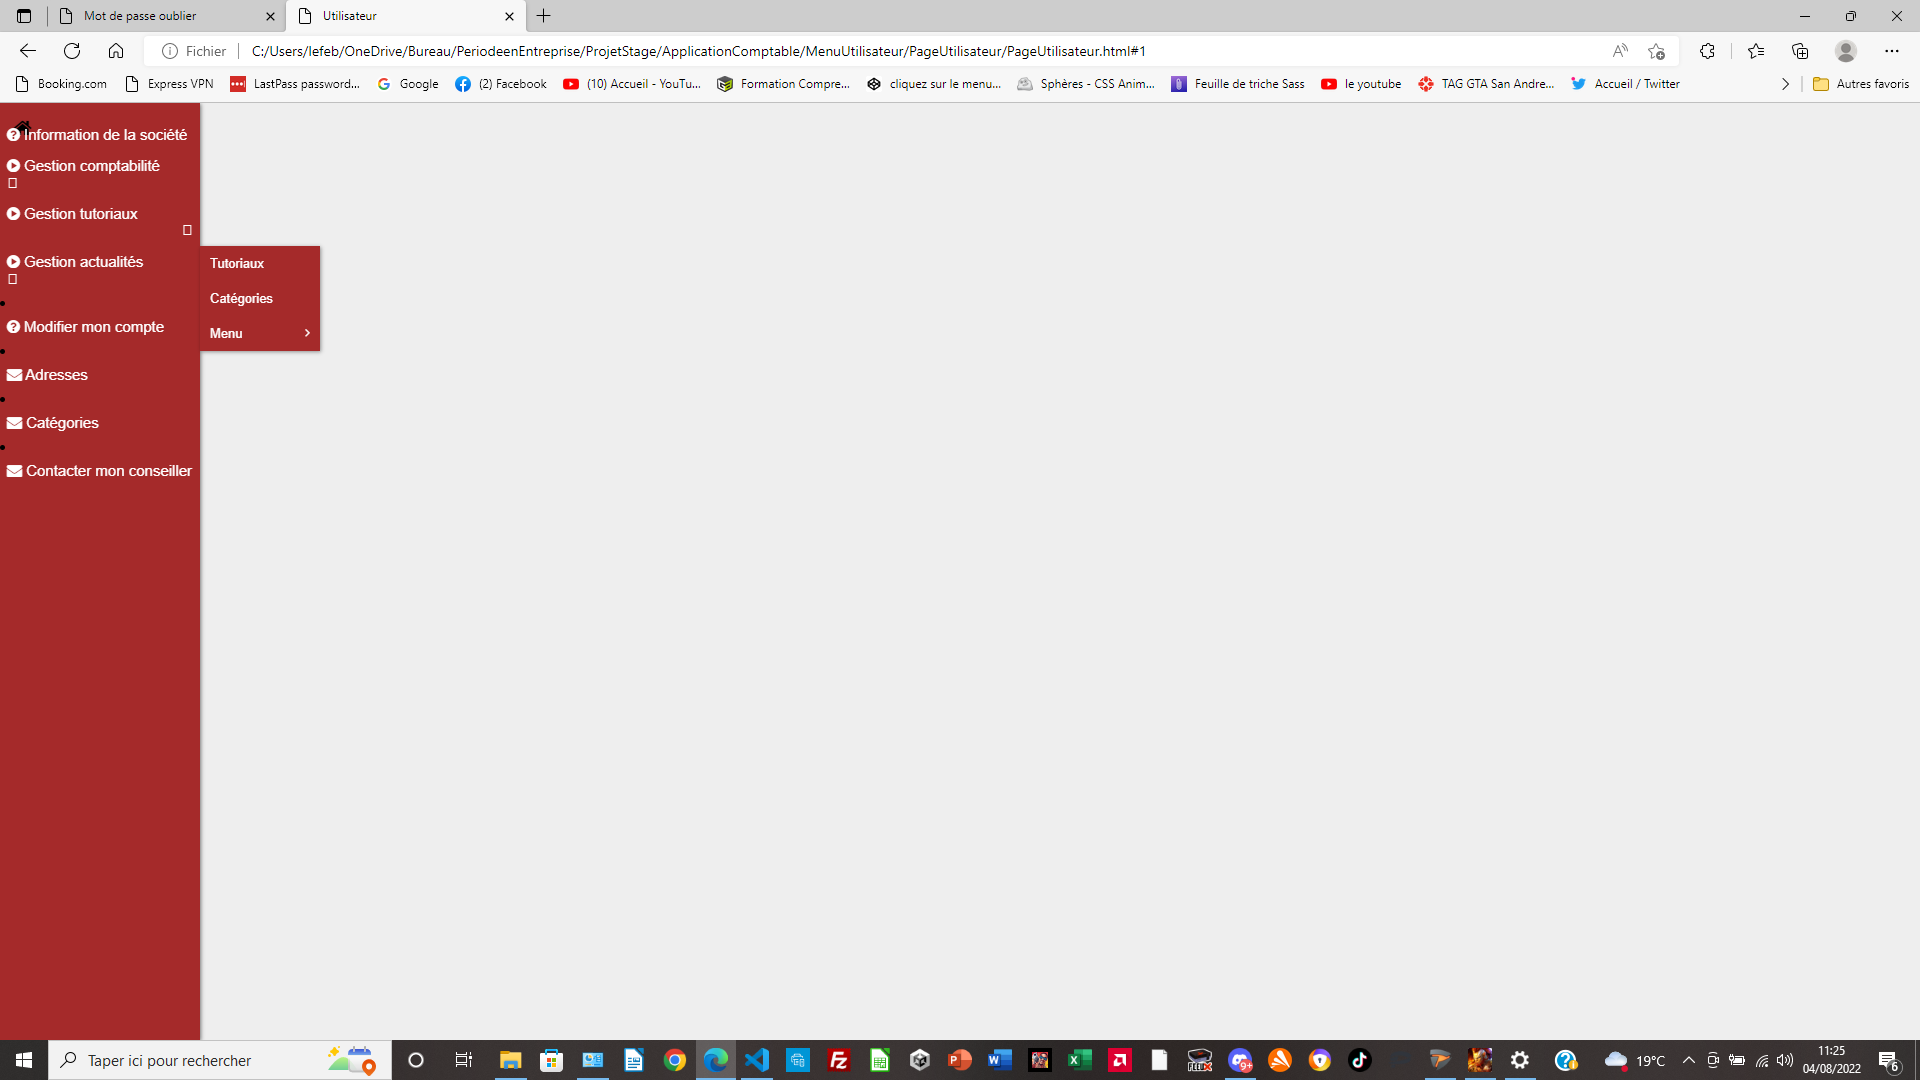 Mot de passe oublier
Utilisateur
Fichier
C:/Users/lefeb/OneDrive/Bureau/PeriodeenEntreprise/ProjetStage/ApplicationComptable/MenuUtilisateur/PageUtilisateur/PageUtilisateur.html#1
Booking.com
Express VPN
LastPass password...
Google
(2) Facebook
(10) Accueil - YouTu...
Formation Compre...
cliquez sur le menu...
Sphères - CSS Anim...
Feuille de triche Sass
le youtube
TAG GTA San Andre...
Accueil / Twitter
Autres favoris
Information de la société
Gestion comptabilité
Gestion tutoriaux
Gestion actualités
Modifier mon compte
Adresses
Catégories
Contacter mon conseiller
Tutoriaux
Catégories
Menu
Taper ici pour rechercher
9+
19°C
11:25
04/08/2022
6